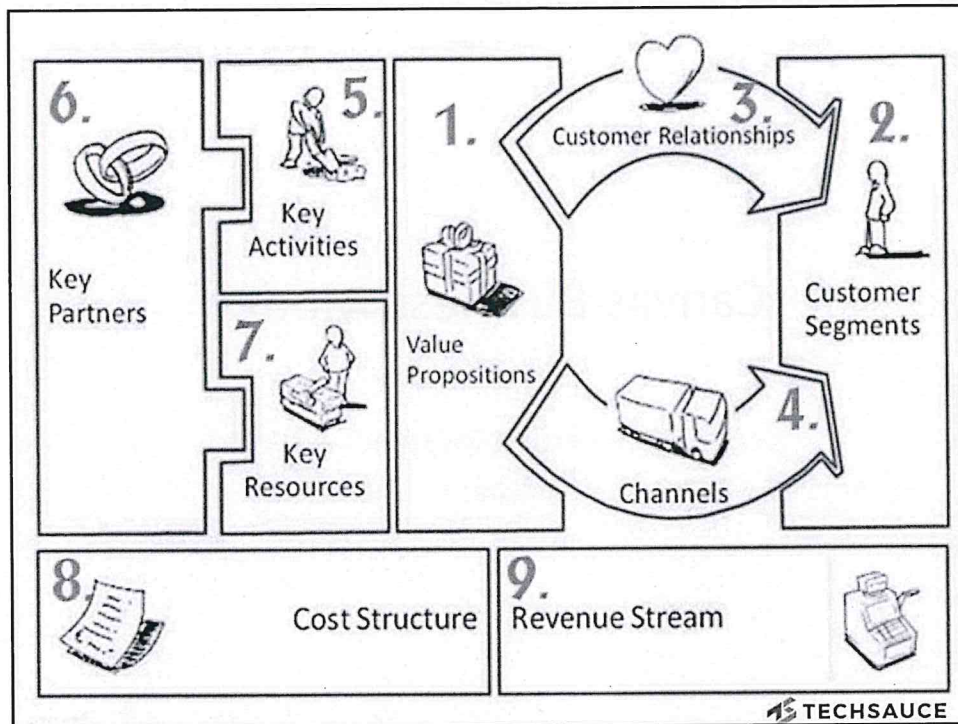 6.
Key
Partners
5.
Key
Activities
7.
Key
Resources
1.
Value
Propositions
3.
Customer Relationships
4.
Channels
2.
Customer
Segments
8.
Cost Structure
9.
Revenue Stream
TECHSAUCE